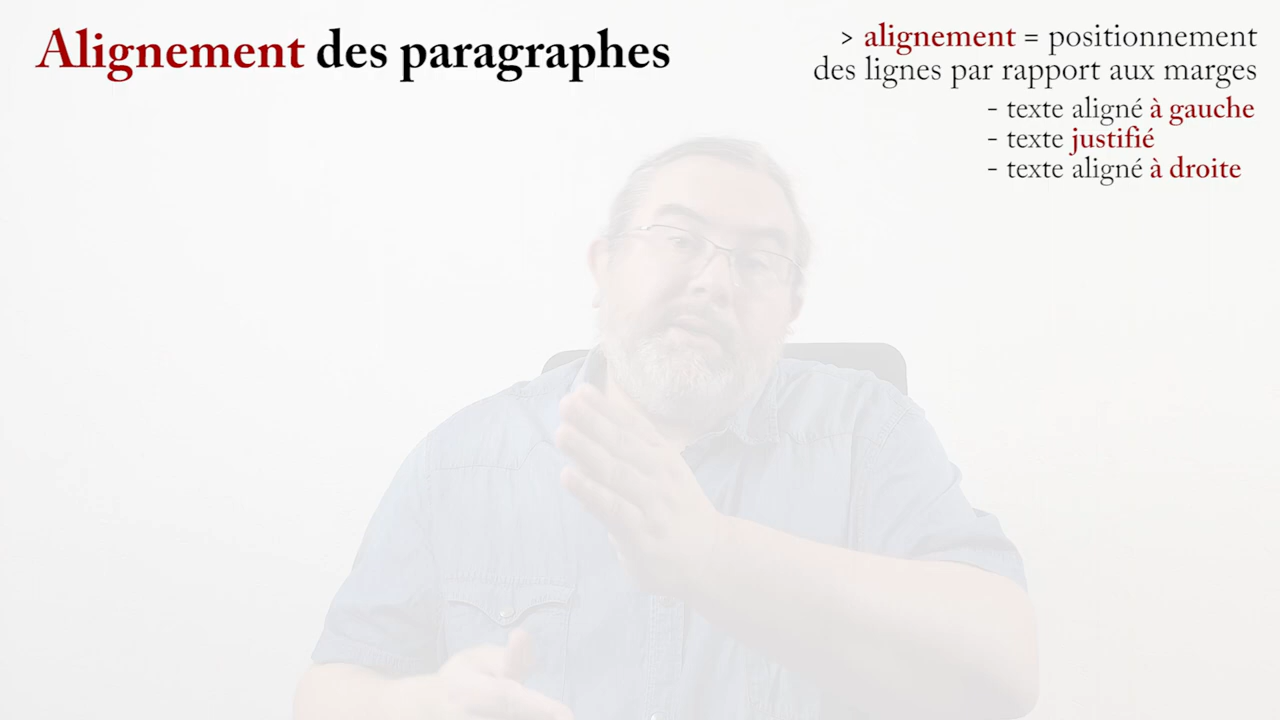 Alignement des paragraphes
> alignement = positionnement
des lignes par rapport aux marges
- texte aligné à gauche
- texte justifié
- texte aligné à droite